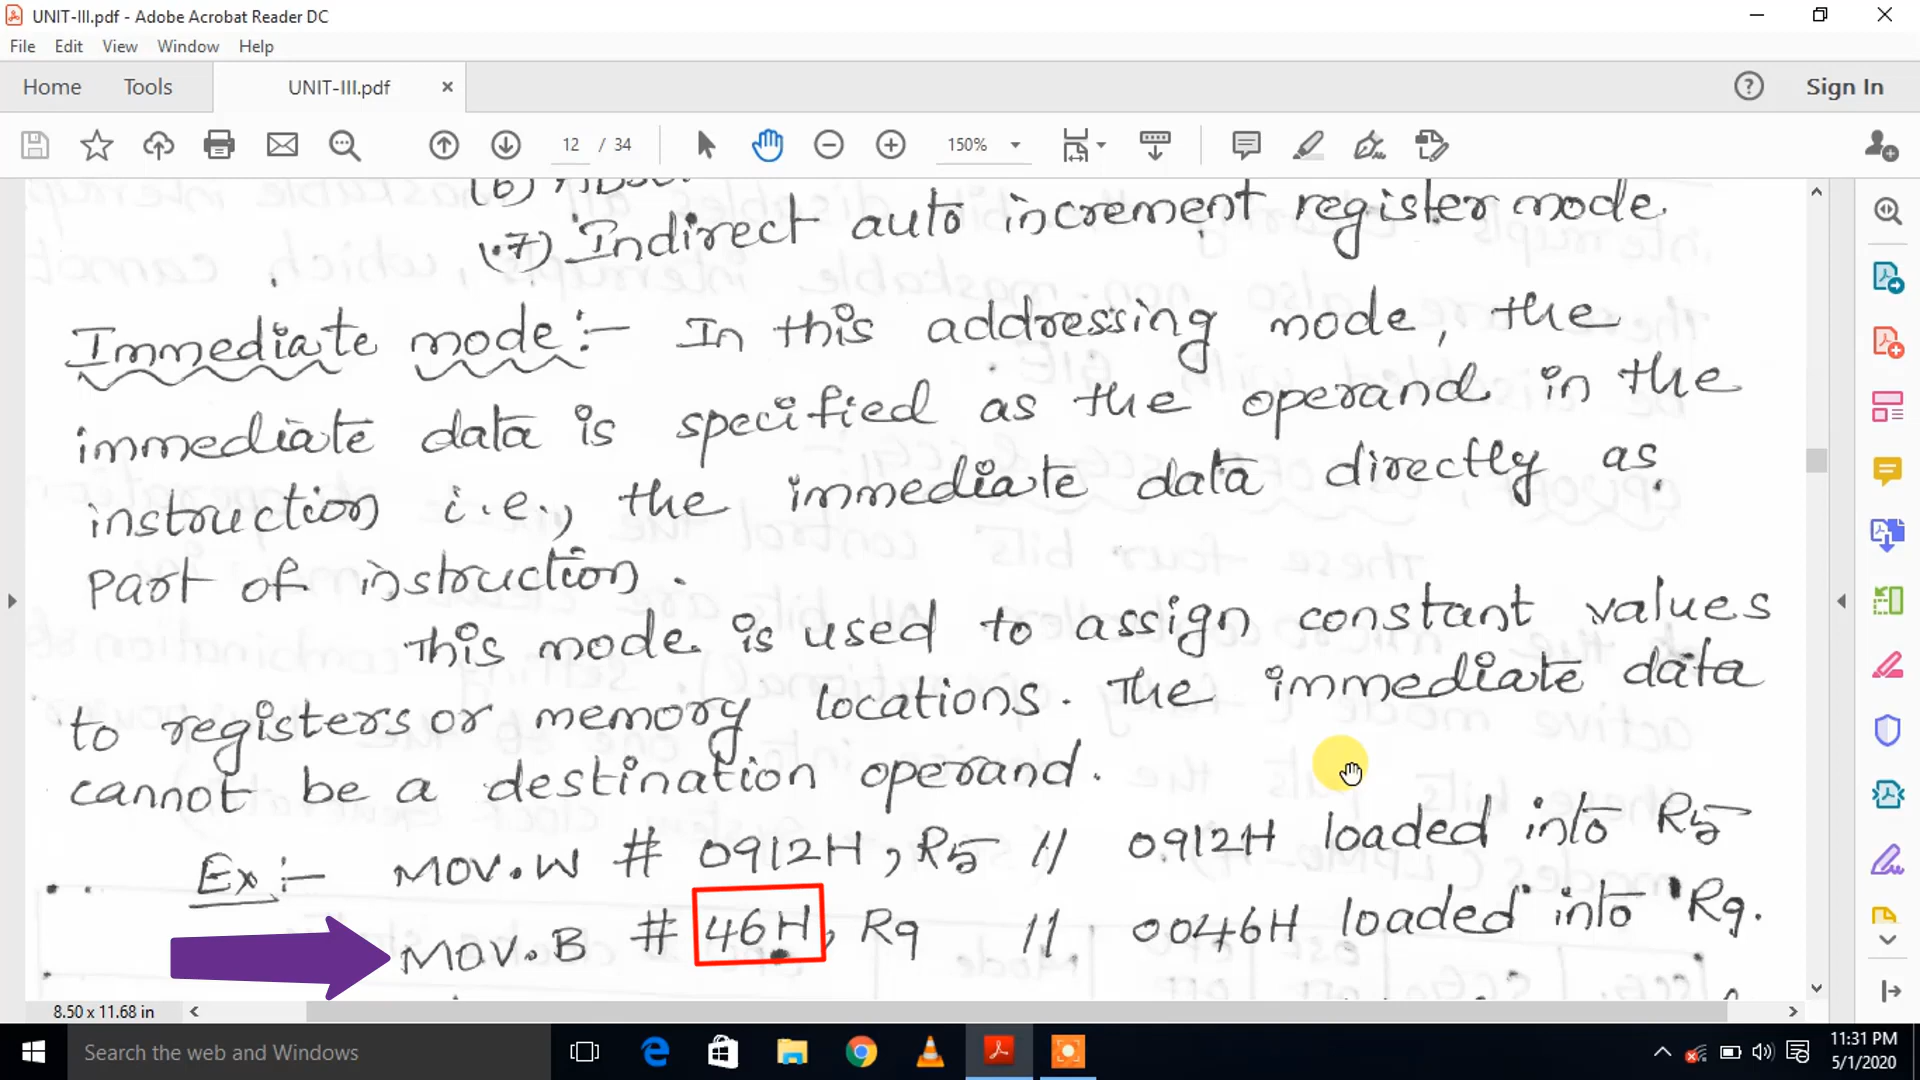 UNIT-III.pdf - Adobe Acrobat Reader DC
File Edit View Window Help
Home Tools UNIT-III.pdf × Sign In
12 / 34 150%
(7) Indirect auto increment register mode.
Immediate mode :- In this addressing mode, the
immediate data is specified as the operand in the
instruction i.e., the immediate data directly as
part of instruction.
This mode is used to assign constant values
to registers or memory locations. The immediate data
cannot be a destination operand.
Ex :- MOV.W # 0912H, R5 // 0912H loaded into R5
MOV.B # 46H, R9 // 0046H loaded into R9.
8.50 x 11.68 in
Search the web and Windows
11:31 PM
5/1/2020